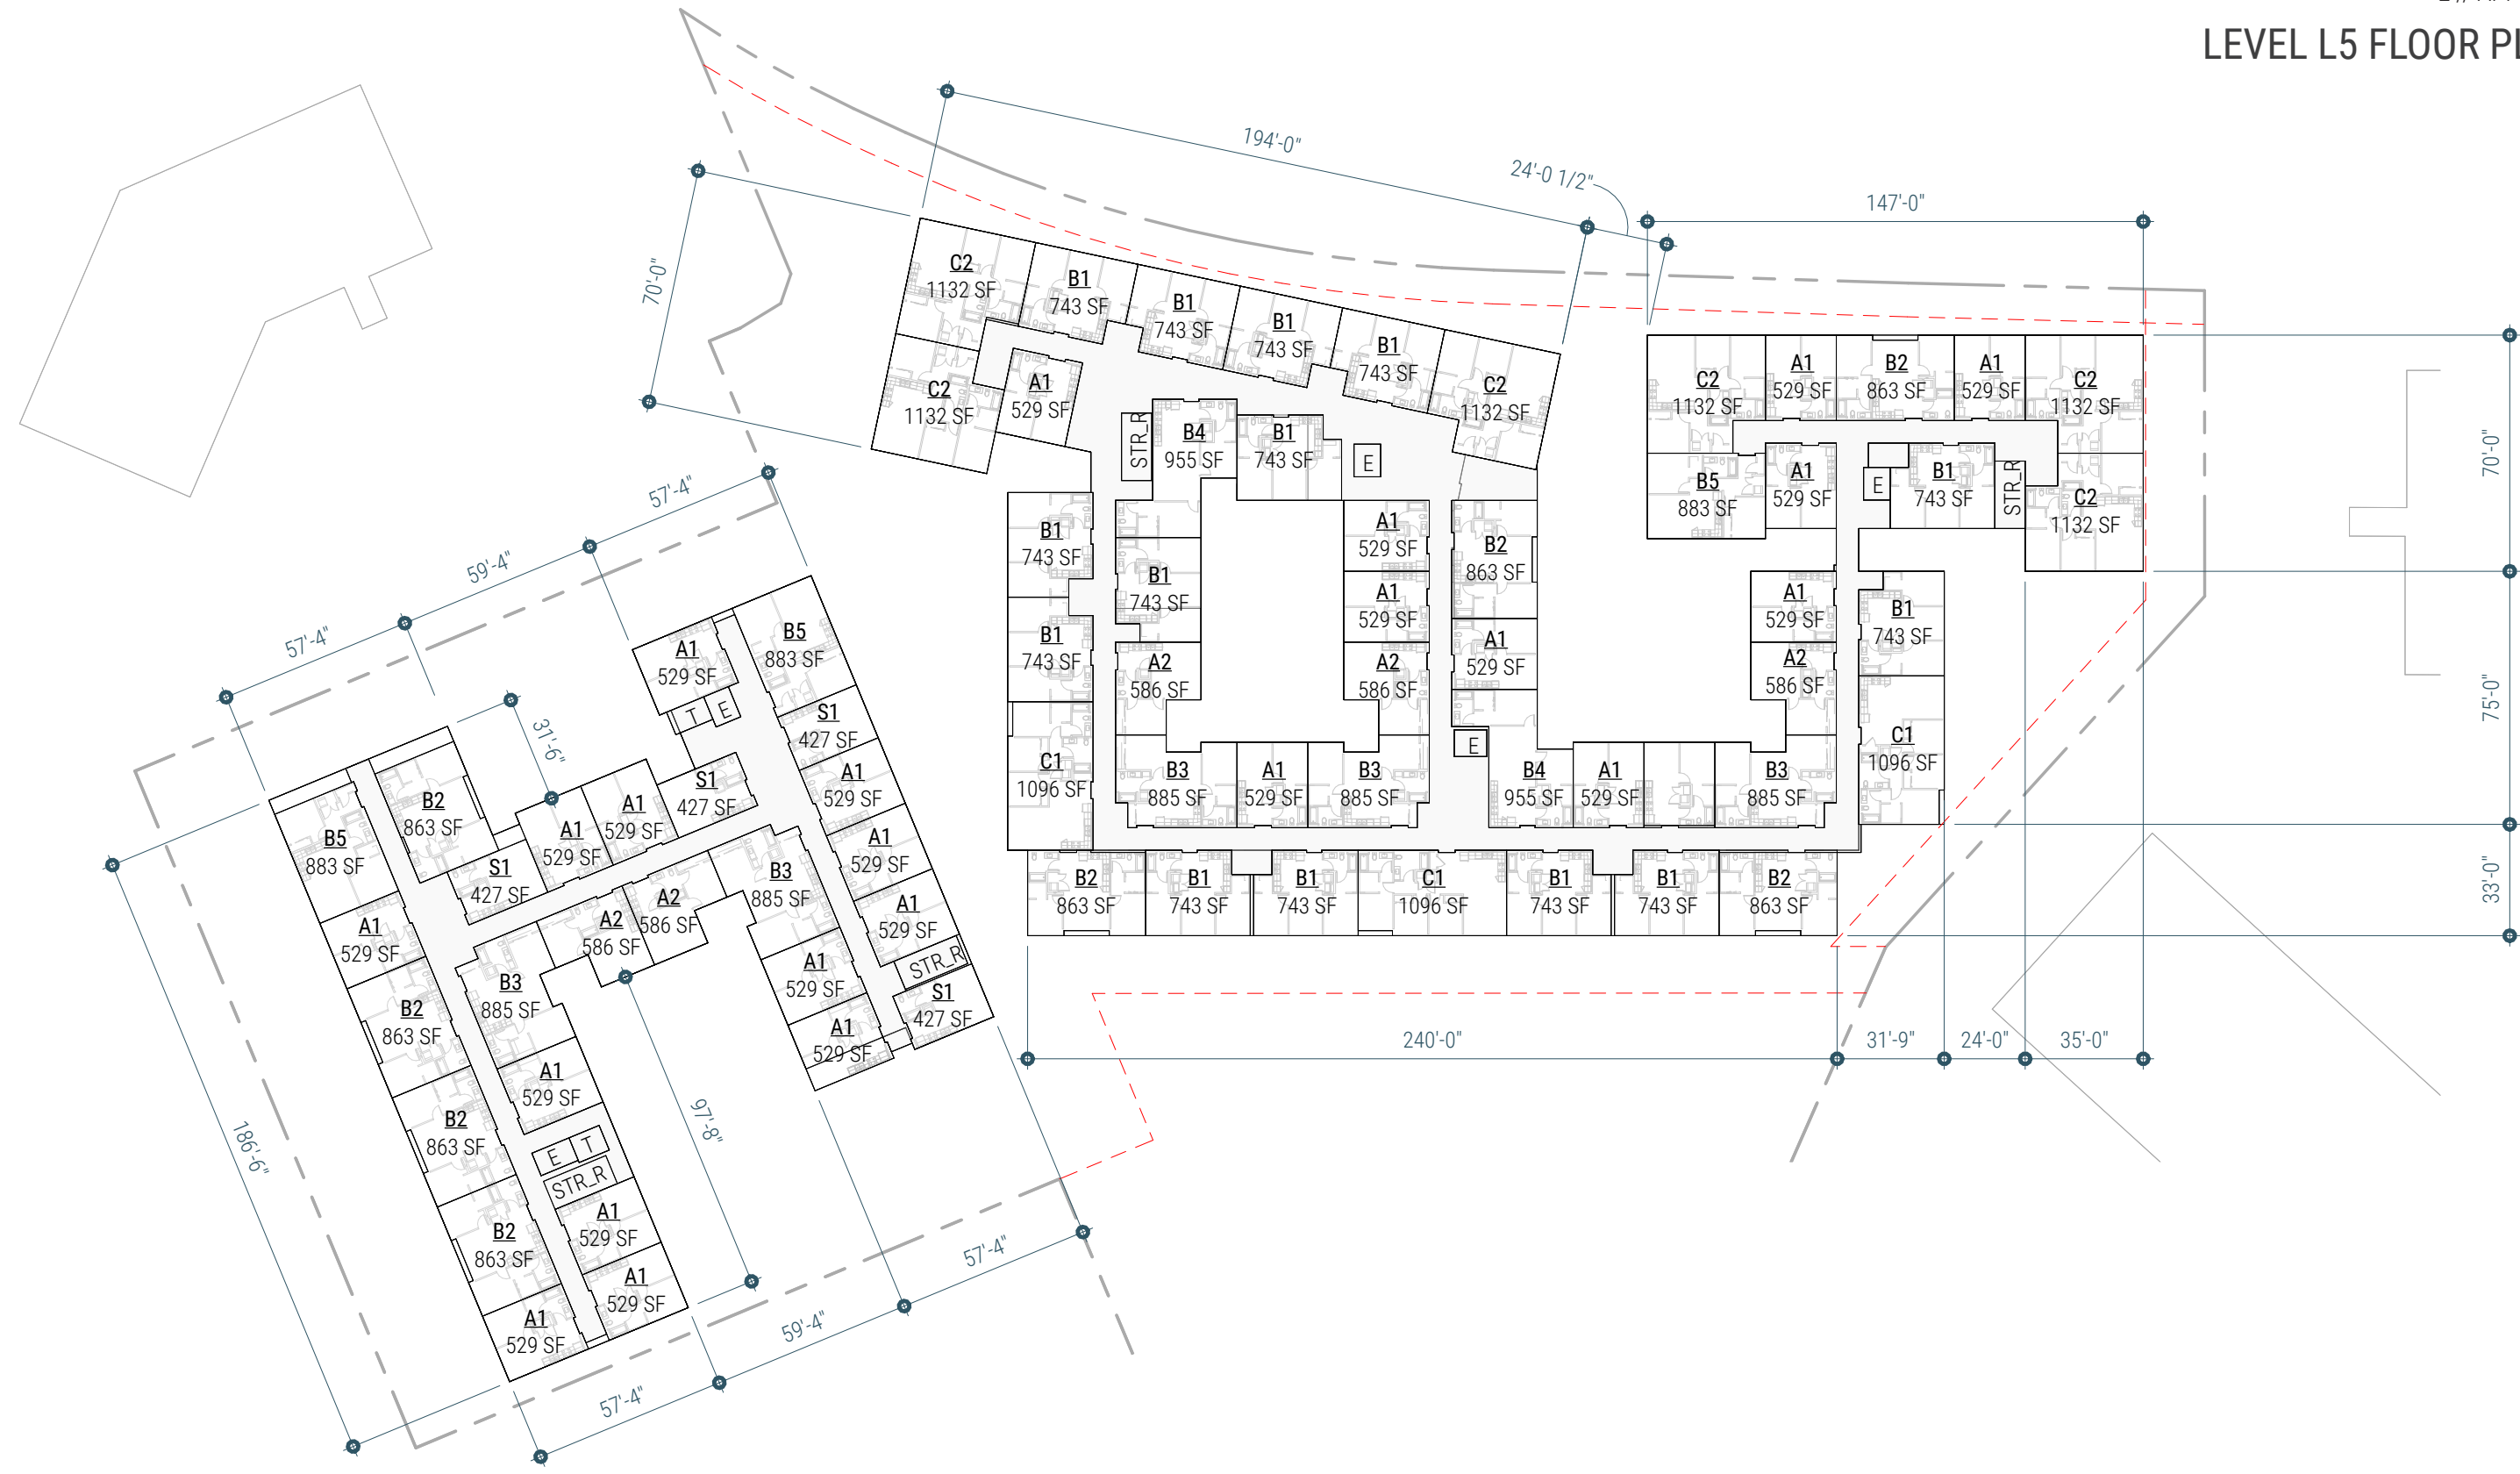 LEVEL L5 FLOOR PL
194'-0"
24'-0 1/2"
147'-0"
70'-0"
C2
1132 SF
B1
743 SF
B1
743 SF
B1
743 SF
B1
743 SF
C2
1132 SF
C2
1132 SF
A1
529 SF
STR_R
B4
955 SF
B1
743 SF
E
C2
1132 SF
A1
529 SF
B2
863 SF
A1
529 SF
C2
1132 SF
B5
883 SF
A1
529 SF
E
B1
743 SF
STR_R
C2
1132 SF
70'-0"
B1
743 SF
B1
743 SF
A1
529 SF
B2
863 SF
A1
529 SF
B1
743 SF
A2
586 SF
A2
586 SF
A1
529 SF
A1
529 SF
A2
586 SF
B1
743 SF
75'-0"
C1
1096 SF
B3
885 SF
A1
529 SF
B3
885 SF
E
B4
955 SF
A1
529 SF
B3
885 SF
C1
1096 SF
B2
863 SF
B1
743 SF
B1
743 SF
C1
1096 SF
B1
743 SF
B1
743 SF
B2
863 SF
33'-0"
240'-0"
31'-9"
24'-0"
35'-0"
57'-4"
59'-4"
57'-4"
31'-6"
A1
529 SF
B5
883 SF
T
E
S1
427 SF
A1
529 SF
S1
427 SF
A1
529 SF
A1
529 SF
B2
863 SF
B5
883 SF
S1
427 SF
A1
529 SF
B3
885 SF
A2
586 SF
A2
586 SF
A1
529 SF
STR_R
S1
427 SF
A1
529 SF
A1
529 SF
A1
529 SF
B3
885 SF
B2
863 SF
A1
529 SF
B2
863 SF
E
T
STR_R
97'-8"
186'-6"
B2
863 SF
A1
529 SF
A1
529 SF
A1
529 SF
57'-4"
59'-4"
57'-4"